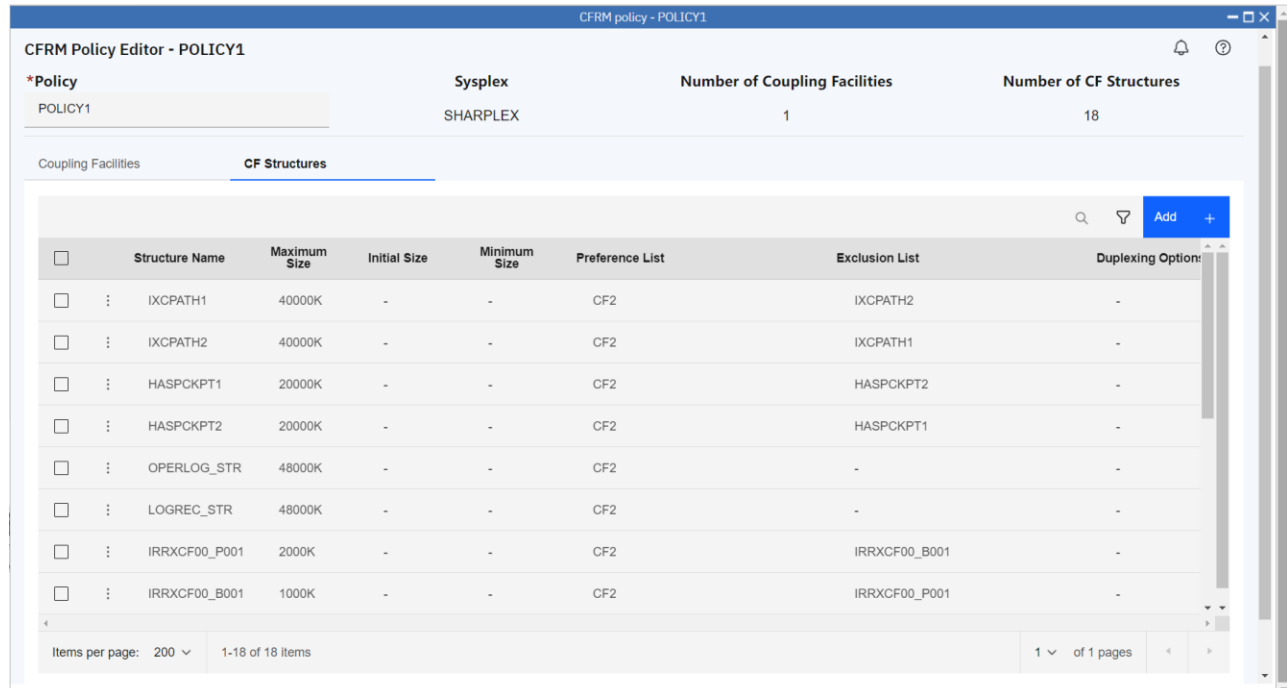 CFRM policy - POLICY1
CFRM Policy Editor - POLICY1
*Policy Sysplex Number of Coupling Facilities Number of CF Structures
POLICY1 SHARPLEX 1 18
Coupling Facilities CF Structures
Add +
Structure Name Maximum Size Initial Size Minimum Size Preference List Exclusion List Duplexing Options
IXCPATH1 40000K - - CF2 IXCPATH2 -
IXCPATH2 40000K - - CF2 IXCPATH1 -
HASPCKPT1 20000K - - CF2 HASPCKPT2 -
HASPCKPT2 20000K - - CF2 HASPCKPT1 -
OPERLOG_STR 48000K - - CF2 - -
LOGREC_STR 48000K - - CF2 - -
IRRXCF00_P001 2000K - - CF2 IRRXCF00_B001 -
IRRXCF00_B001 1000K - - CF2 IRRXCF00_P001 -
Items per page: 200 1-18 of 18 items 1 of 1 pages